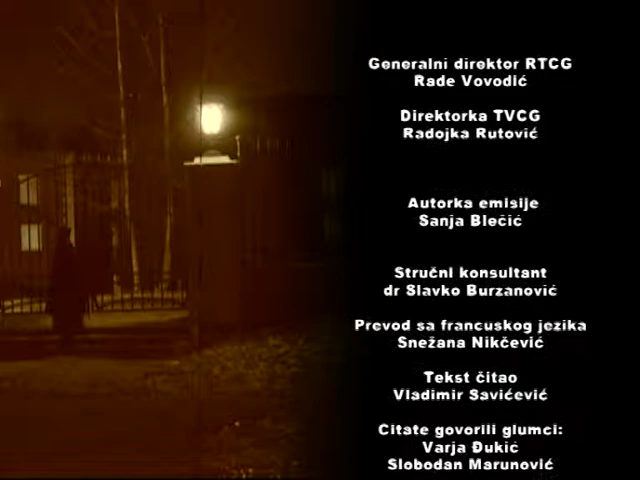 Generalni direktor RTCG
Rade Vovodić
Direktorka TVCG
Radojka Rutović
Autorka emisije
Sanja Blečić
Stručni konsultant
dr Slavko Burzanović
Prevod sa francuskog jezika
Snežana Nikčević
Tekst čitao
Vladimir Savićević
Citate govorili glumci:
Varja Đukić
Slobodan Marunović